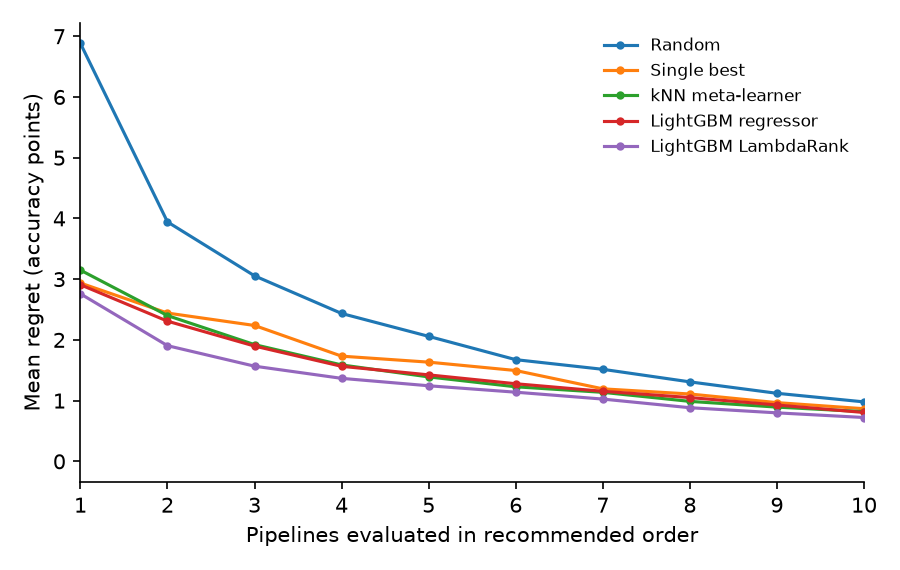 Random
Single best
kNN meta-learner
LightGBM regressor
LightGBM LambdaRank
Mean regret (accuracy points)
7
6
5
4
3
2
1
0
1 2 3 4 5 6 7 8 9 10
Pipelines evaluated in recommended order